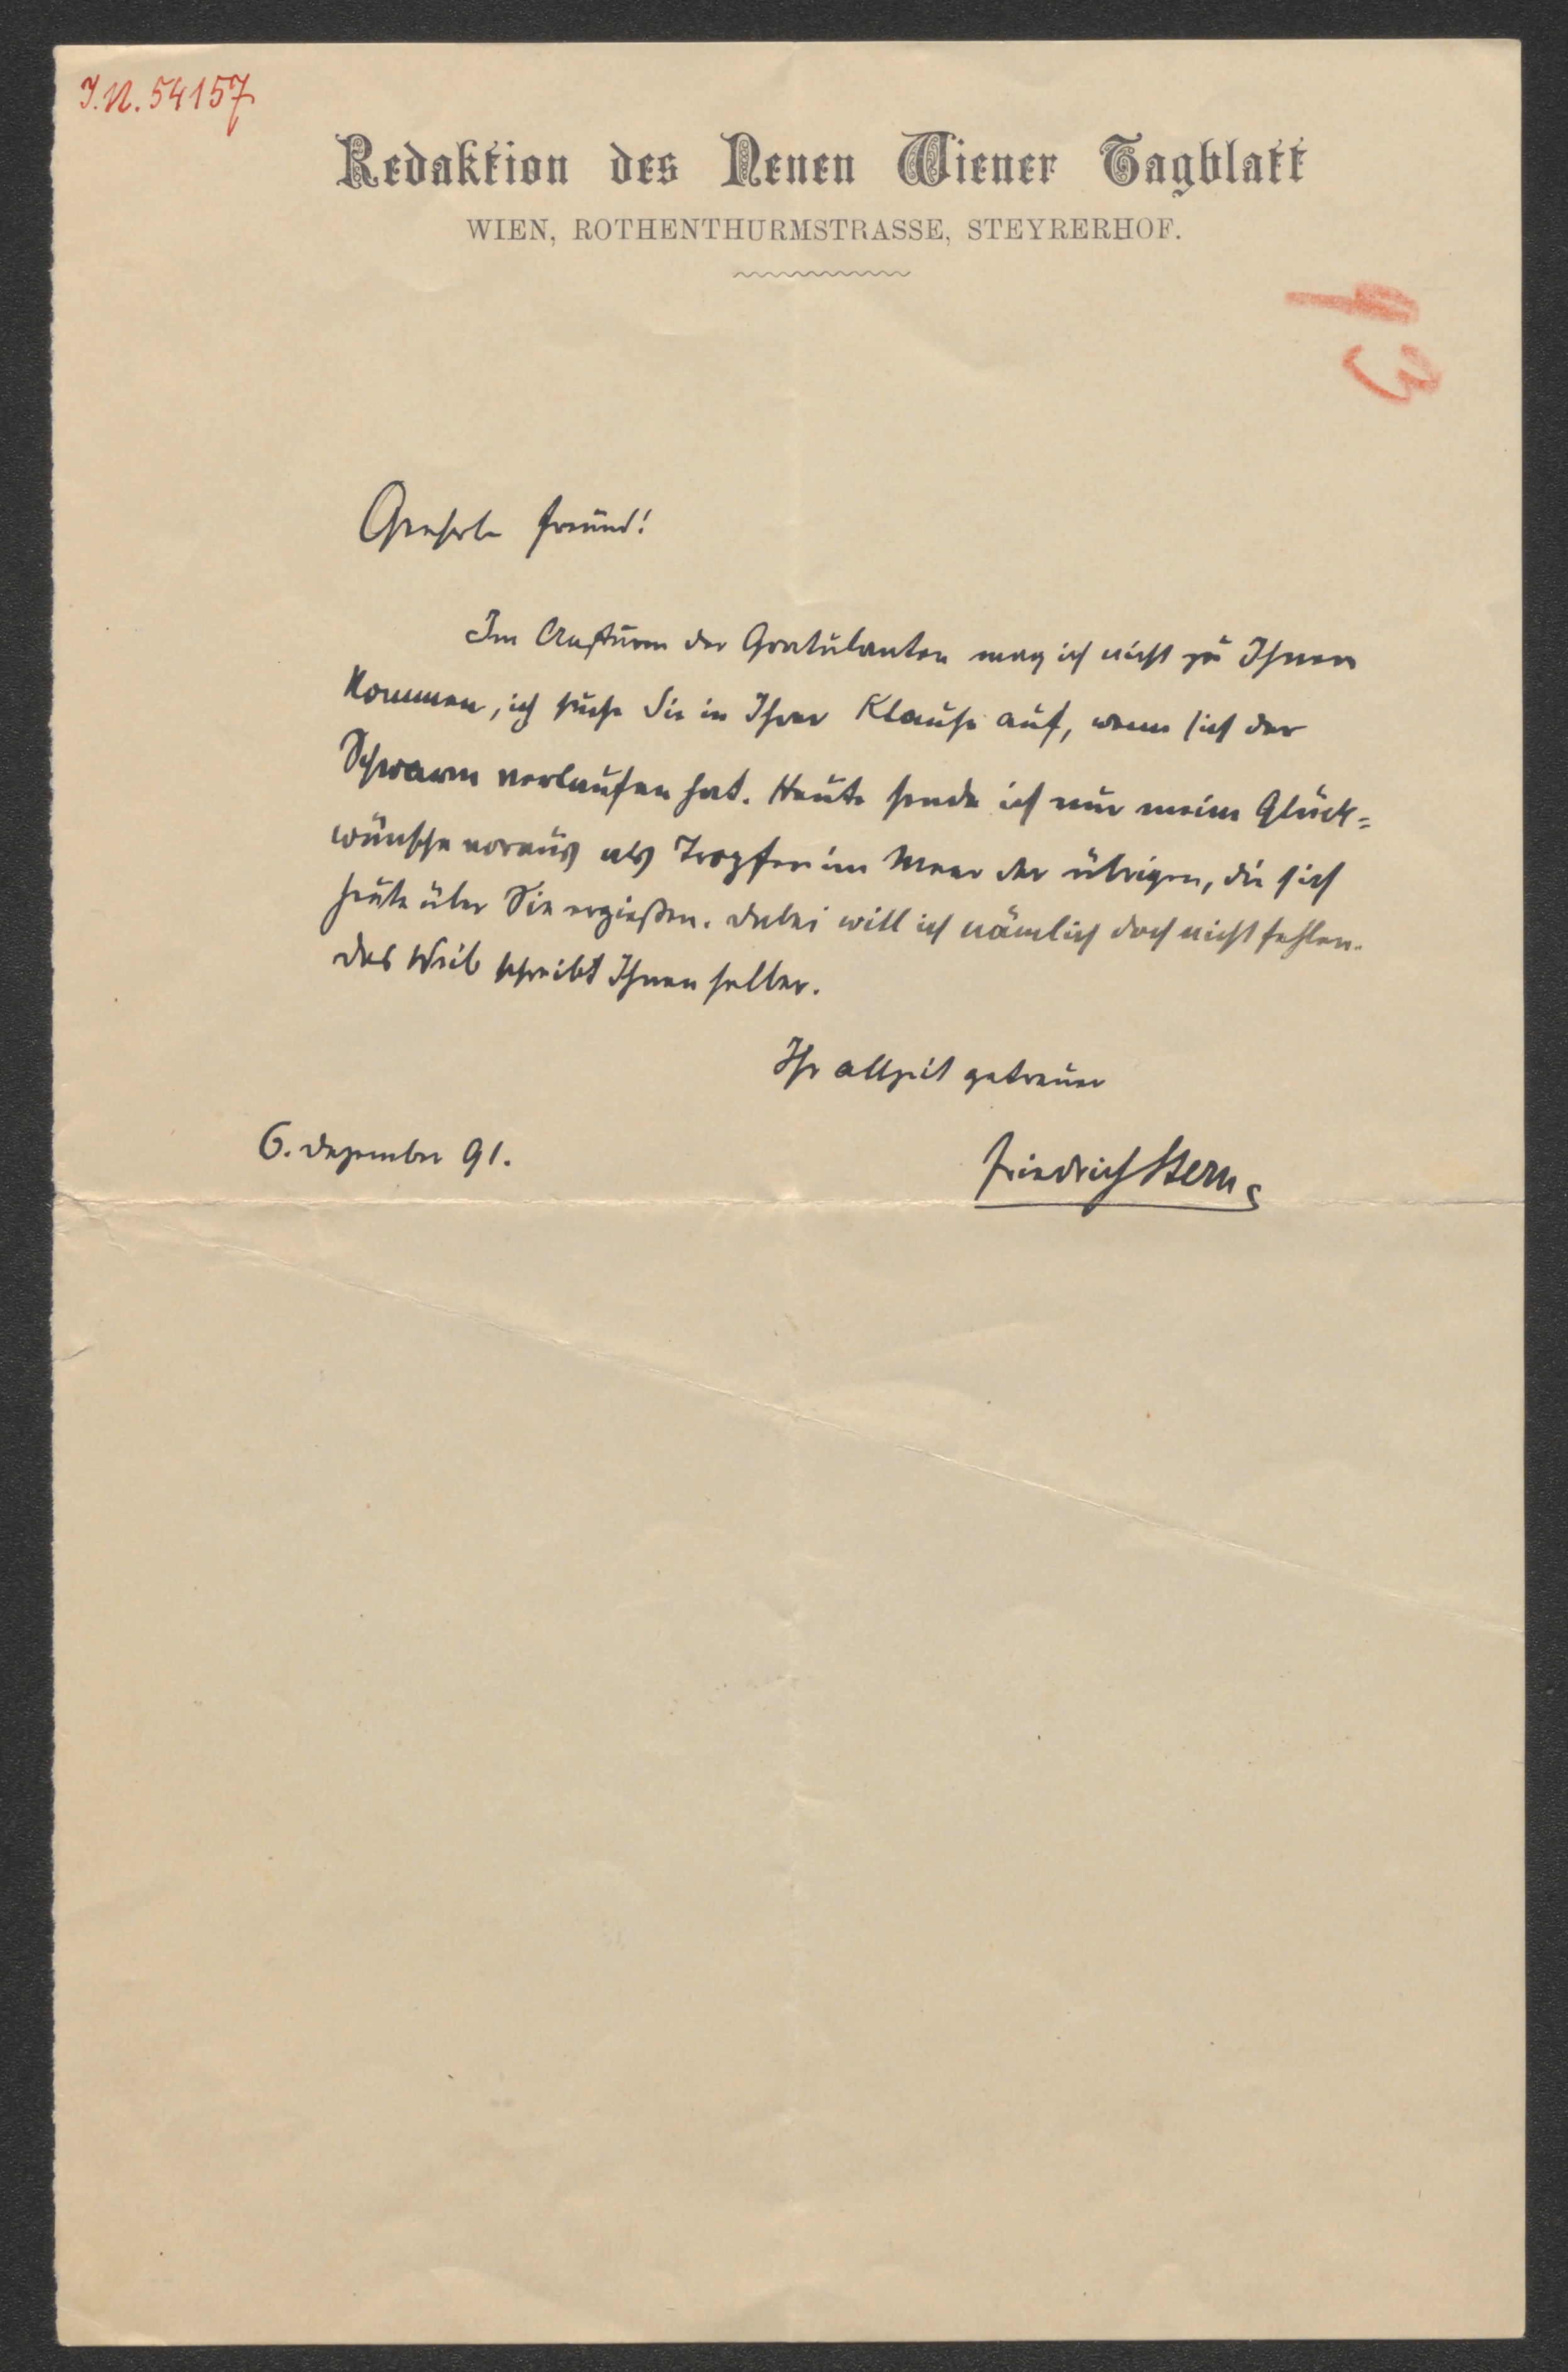 I.N. 54157
Redaktion des Neuen Wiener Tagblatt
WIEN, ROTHENTHURMSTRASSE, STEYRERHOF.
Freund!
Im Ansturm der Gratulanten mag ich nicht zu Ihnen
kommen, ich suche Sie in Ihrer Klause auf, wenn sich der
Schwarm verlaufen hat. Heute sende ich nur meine Glück=
wünsche voraus als Tropfen im Meer der übrigen, die sich
heute über Sie ergießen. Dabei will ich nämlich doch nicht fehlen.
Das Weib schreibt Ihnen selber.
Ihr allzeit getreuer
6. Dezember 91.
Friedrich Stern